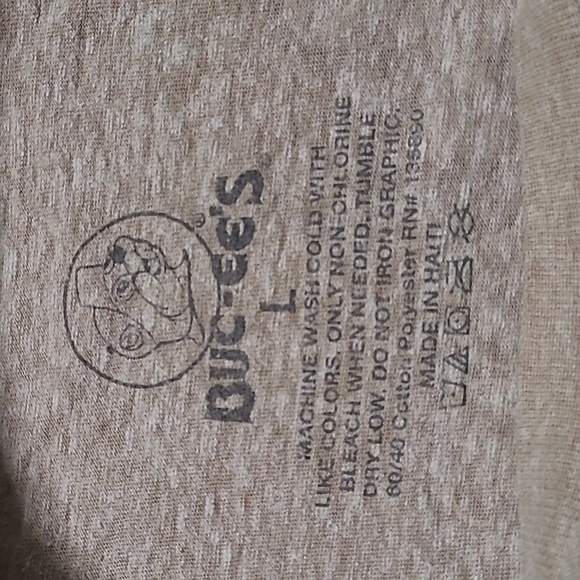 BUC-EE'S®
L
MACHINE WASH COLD WITH
LIKE COLORS. ONLY NON-CHLORINE
BLEACH WHEN NEEDED. TUMBLE
DRY LOW. DO NOT IRON GRAPHIC.
60/40 Cotton Polyester RN# 135890
MADE IN HAITI